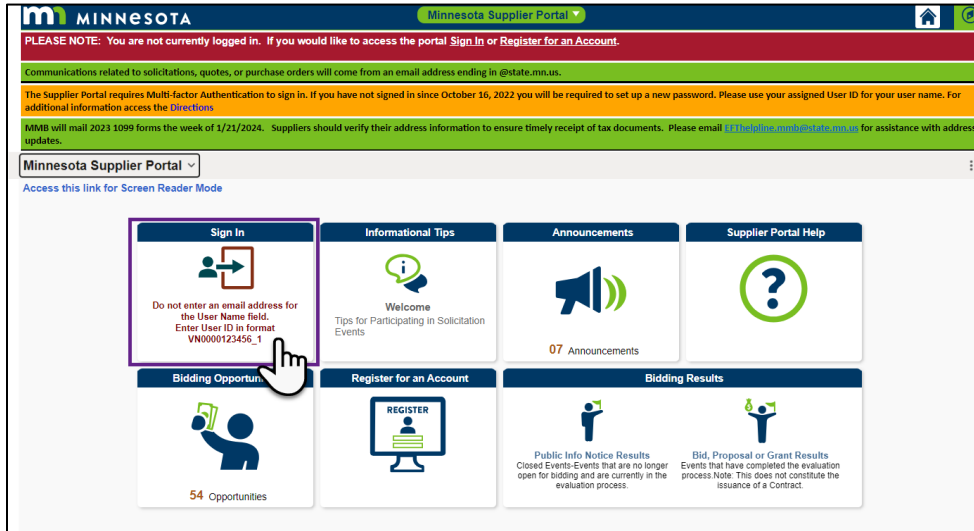 MINNESOTA
Minnesota Supplier Portal
PLEASE NOTE: You are not currently logged in. If you would like to access the portal Sign In or Register for an Account.
Communications related to solicitations, quotes, or purchase orders will come from an email address ending in @state.mn.us.
The Supplier Portal requires Multi-factor Authentication to sign in. If you have not signed in since October 16, 2022 you will be required to set up a new password. Please use your assigned User ID for your user name. For
additional information access the Directions
MMB will mail 2023 1099 forms the week of 1/21/2024. Suppliers should verify their address information to ensure timely receipt of tax documents. Please email EFThelpline.mmb@state.mn.us for assistance with address
updates.
Minnesota Supplier Portal
Access this link for Screen Reader Mode
Sign In
Do not enter an email address for
the User Name field.
Enter User ID in format
VN0000123456_1
Informational Tips
Welcome
Tips for Participating in Solicitation
Events
Announcements
07 Announcements
Supplier Portal Help
?
Bidding
54 Opportunities
Register for an Account
REGISTER
Bidding Results
Public Info Notice Results
Closed Events-Events that are no longer
open for bidding and are currently in the
evaluation process.
Bid, Proposal or Grant Results
Events that have completed the evaluation
process.Note: This does not constitute the
issuance of a Contract.